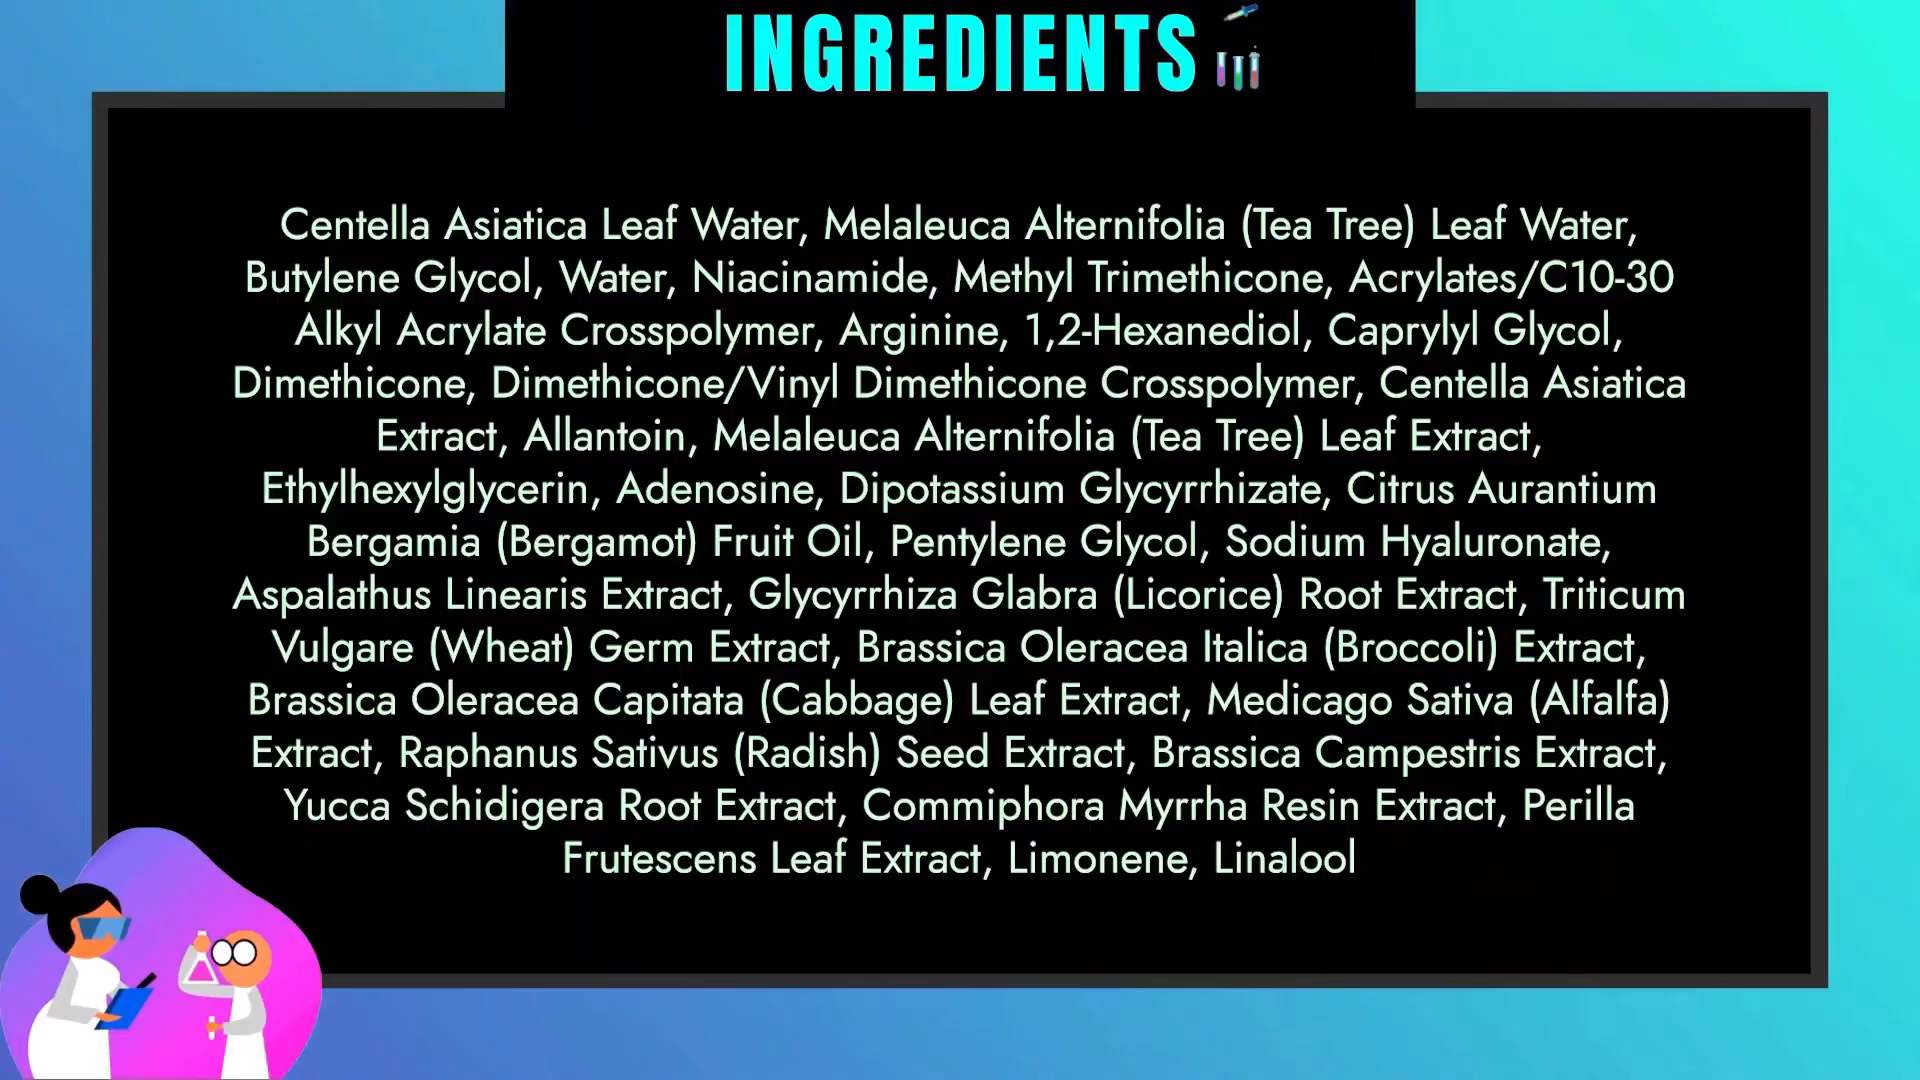 INGREDIENTS
Centella Asiatica Leaf Water, Melaleuca Alternifolia (Tea Tree) Leaf Water,
Butylene Glycol, Water, Niacinamide, Methyl Trimethicone, Acrylates/C10-30
Alkyl Acrylate Crosspolymer, Arginine, 1,2-Hexanediol, Caprylyl Glycol,
Dimethicone, Dimethicone/Vinyl Dimethicone Crosspolymer, Centella Asiatica
Extract, Allantoin, Melaleuca Alternifolia (Tea Tree) Leaf Extract,
Ethylhexylglycerin, Adenosine, Dipotassium Glycyrrhizate, Citrus Aurantium
Bergamia (Bergamot) Fruit Oil, Pentylene Glycol, Sodium Hyaluronate,
Aspalathus Linearis Extract, Glycyrrhiza Glabra (Licorice) Root Extract, Triticum
Vulgare (Wheat) Germ Extract, Brassica Oleracea Italica (Broccoli) Extract,
Brassica Oleracea Capitata (Cabbage) Leaf Extract, Medicago Sativa (Alfalfa)
Extract, Raphanus Sativus (Radish) Seed Extract, Brassica Campestris Extract,
Yucca Schidigera Root Extract, Commiphora Myrrha Resin Extract, Perilla
Frutescens Leaf Extract, Limonene, Linalool